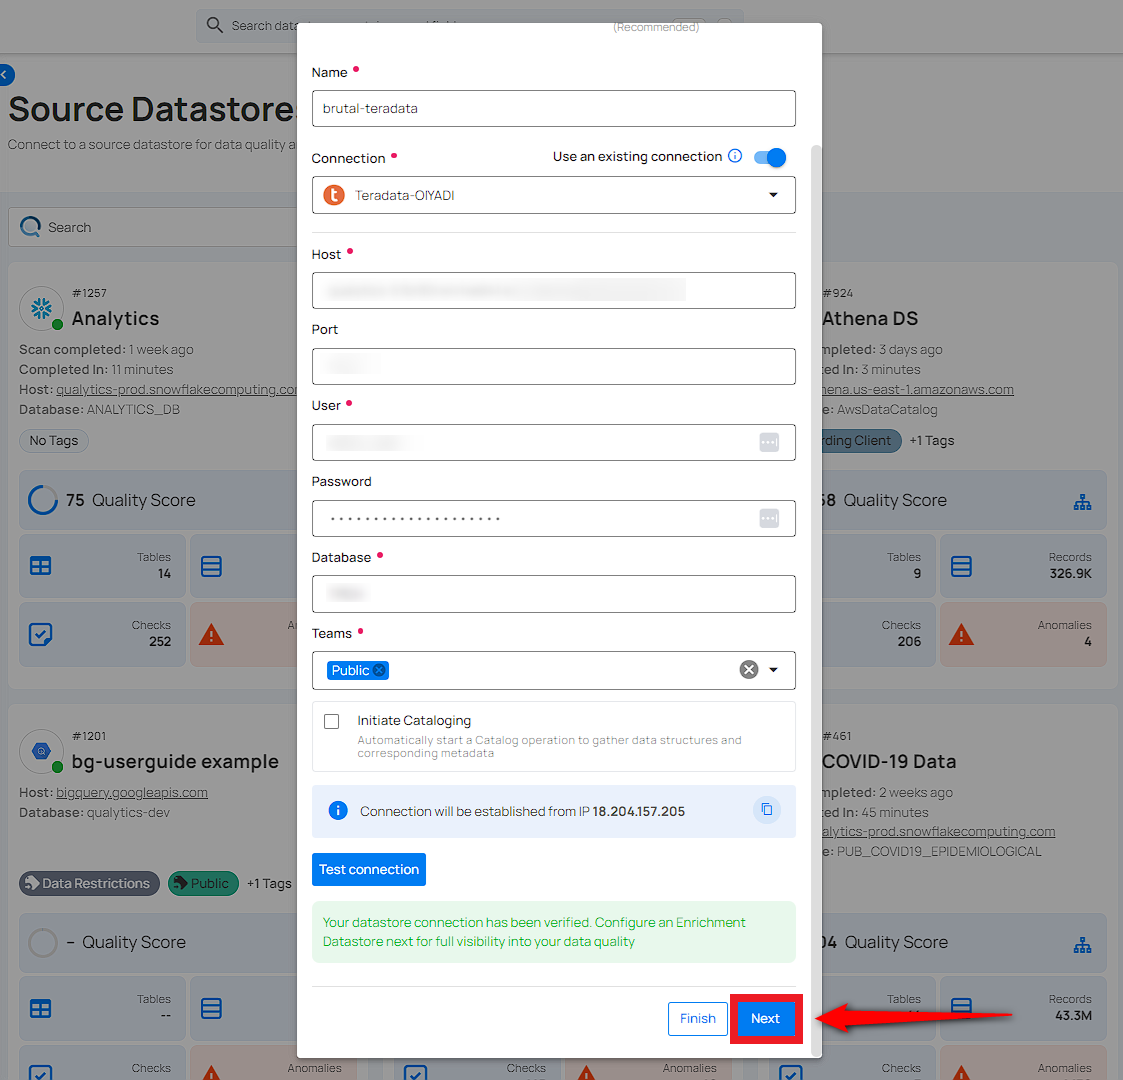 Search data
(Recommended)
Source Datastores
Connect to a source datastore for data quality a
Search
#1257
Analytics
Scan completed: 1 week ago
Completed In: 11 minutes
Host: qualytics-prod.snowflakecomputing.co
Database: ANALYTICS_DB
No Tags
75 Quality Score
Tables
14
Checks
252
#1201
bg-userguide example
Host: bigquery.googleapis.com
Database: qualytics-dev
Data Restrictions
Public
+1 Tags
– Quality Score
Tables
--
Checks
Anomalies
Name
brutal-teradata
Connection
Use an existing connection
Teradata-OIYADI
Host
Port
User
Password
Database
Teams
Public
Initiate Cataloging
Automatically start a Catalog operation to gather data structures and
corresponding metadata
Connection will be established from IP 18.204.157.205
Test connection
Your datastore connection has been verified. Configure an Enrichment
Datastore next for full visibility into your data quality
Finish
Next
Checks
Anomalies
#924
Athena DS
mpleted: 3 days ago
ed In: 3 minutes
ena.us-east-1.amazonaws.com
e: AwsDataCatalog
rding Client
+1 Tags
68 Quality Score
Tables
9
Records
326.9K
Checks
206
Anomalies
4
#461
COVID-19 Data
mpleted: 2 weeks ago
ed In: 45 minutes
alytics-prod.snowflakecomputing.com
e: PUB_COVID19_EPIDEMIOLOGICAL
04 Quality Score
Tables
Records
43.3M
Checks
Anomalies